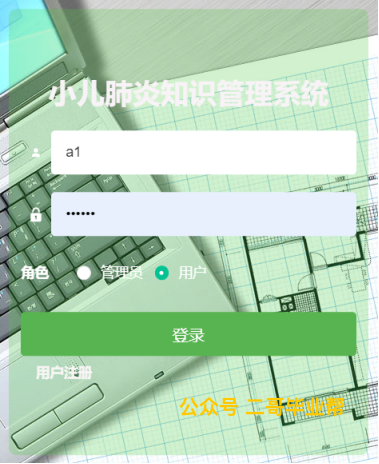 小儿肺炎知识管理系统
a1
••••••
角色 管理员 用户
登录
用户注册
公众号 二哥毕业帮